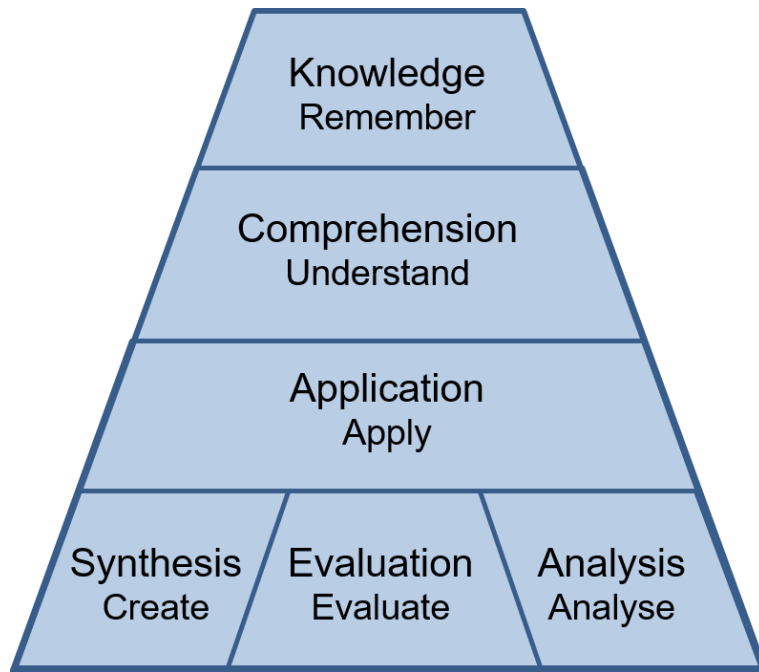 Knowledge
Remember
Comprehension
Understand
Application
Apply
Synthesis
Create
Evaluation
Evaluate
Analysis
Analyse